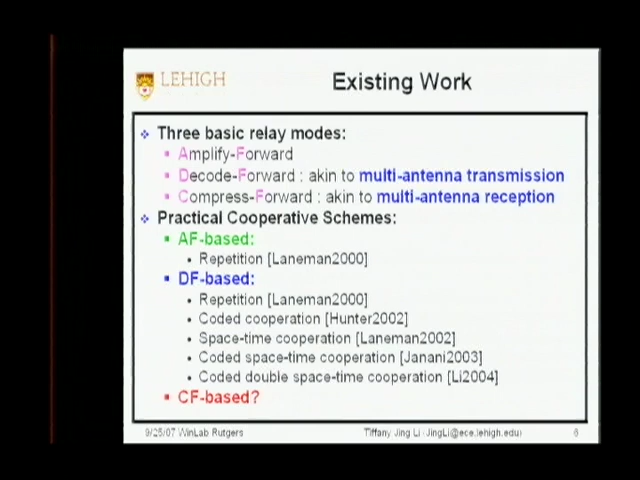 LEHIGH
Existing Work
Three basic relay modes:
Amplify-Forward
Decode-Forward : akin to multi-antenna transmission
Compress-Forward : akin to multi-antenna reception
Practical Cooperative Schemes:
AF-based:
Repetition [Laneman2000]
DF-based:
Repetition [Laneman2000]
Coded cooperation [Hunter2002]
Space-time cooperation [Laneman2002]
Coded space-time cooperation [Janani2003]
Coded double space-time cooperation [Li2004]
CF-based?
9/25/07 WinLab Rutgers Tiffany Jing Li (JingLi@ece.lehigh.edu) 6